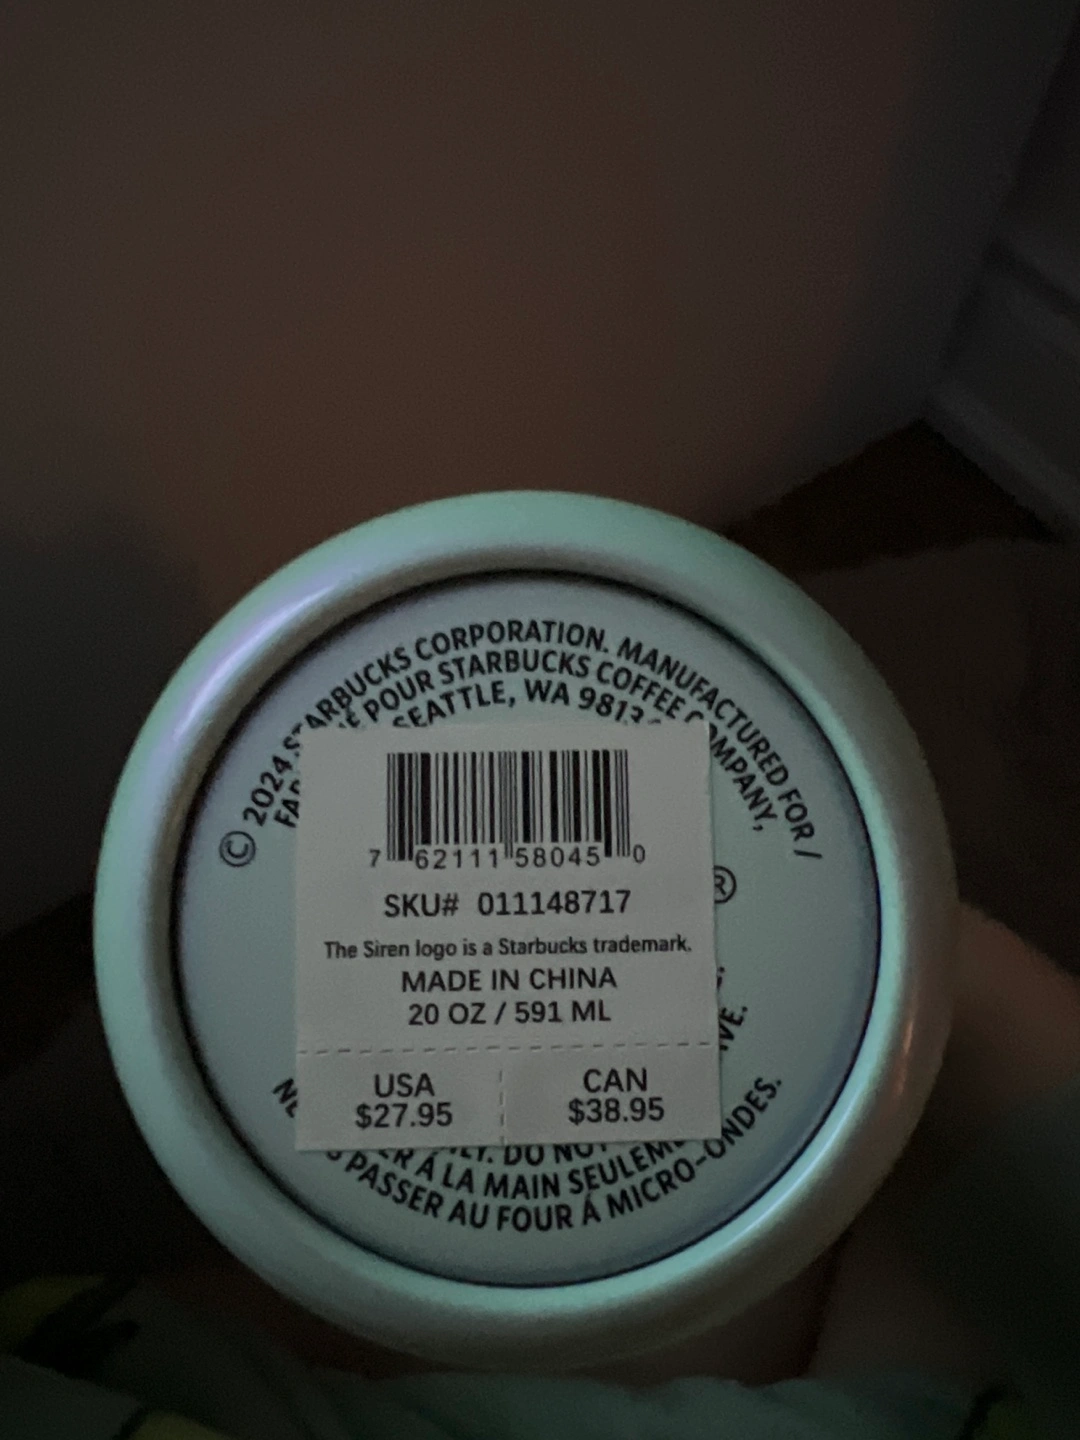 © 2024 STARBUCKS CORPORATION. MANUFACTURED FOR /
POUR STARBUCKS COFFEE COMPANY,
SEATTLE, WA
7 62111 58045 0
®
SKU# 011148717
The Siren logo is a Starbucks trademark.
MADE IN CHINA
20 OZ / 591 ML
USA
$27.95
CAN
$38.95
DO
À LA MAIN
PASSER AU FOUR À MICRO-ONDES.